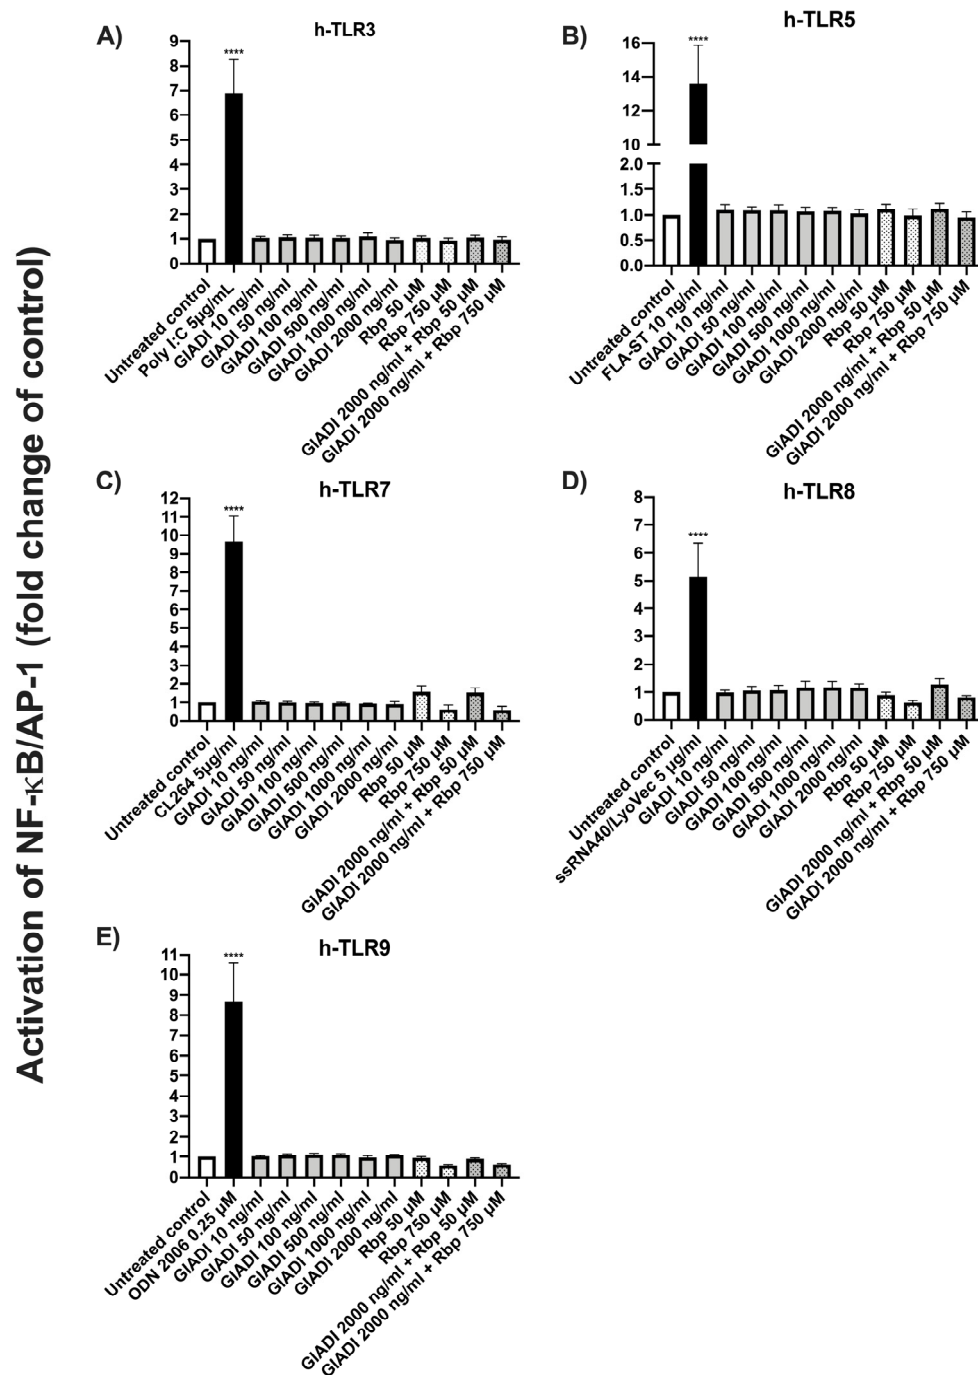 Activation of NF-κB/AP-1 (fold change of control)
A)
h-TLR3
****
9
8
7
6
5
4
3
2
1
0
Untreated control
Poly I:C 5µg/mL
GlADI 10 ng/ml
GlADI 50 ng/ml
GlADI 100 ng/ml
GlADI 500 ng/ml
GlADI 1000 ng/ml
GlADI 2000 ng/ml
Rbp 50 µM
Rbp 750 µM
GlADI 2000 ng/ml + Rbp 50 µM
GlADI 2000 ng/ml + Rbp 750 µM
B)
h-TLR5
****
16
14
12
10
2.0
1.5
1.0
0.5
0.0
Untreated control
FLA-ST 10 ng/ml
GlADI 10 ng/ml
GlADI 50 ng/ml
GlADI 100 ng/ml
GlADI 500 ng/ml
GlADI 1000 ng/ml
GlADI 2000 ng/ml
Rbp 50 µM
Rbp 750 µM
GlADI 2000 ng/ml + Rbp 50 µM
GlADI 2000 ng/ml + Rbp 750 µM
C)
h-TLR7
****
12
11
10
9
8
7
6
5
4
3
2
1
0
Untreated control
CL264 5µg/ml
GlADI 10 ng/ml
GlADI 50 ng/ml
GlADI 100 ng/ml
GlADI 500 ng/ml
GlADI 1000 ng/ml
GlADI 2000 ng/ml
Rbp 50 µM
Rbp 750 µM
GlADI 2000 ng/ml + Rbp 50 µM
GlADI 2000 ng/ml + Rbp 750 µM
D)
h-TLR8
****
8
7
6
5
4
3
2
1
0
Untreated control
ssRNA40/LyoVec 5 µg/ml
GlADI 10 ng/ml
GlADI 50 ng/ml
GlADI 100 ng/ml
GlADI 500 ng/ml
GlADI 1000 ng/ml
GlADI 2000 ng/ml
Rbp 50 µM
Rbp 750 µM
GlADI 2000 ng/ml + Rbp 50 µM
GlADI 2000 ng/ml + Rbp 750 µM
E)
h-TLR9
****
11
10
9
8
7
6
5
4
3
2
1
0
Untreated control
ODN 2006 0.25 µM
GlADI 10 ng/ml
GlADI 50 ng/ml
GlADI 100 ng/ml
GlADI 500 ng/ml
GlADI 1000 ng/ml
GlADI 2000 ng/ml
Rbp 50 µM
Rbp 750 µM
GlADI 2000 ng/ml + Rbp 50 µM
GlADI 2000 ng/ml + Rbp 750 µM